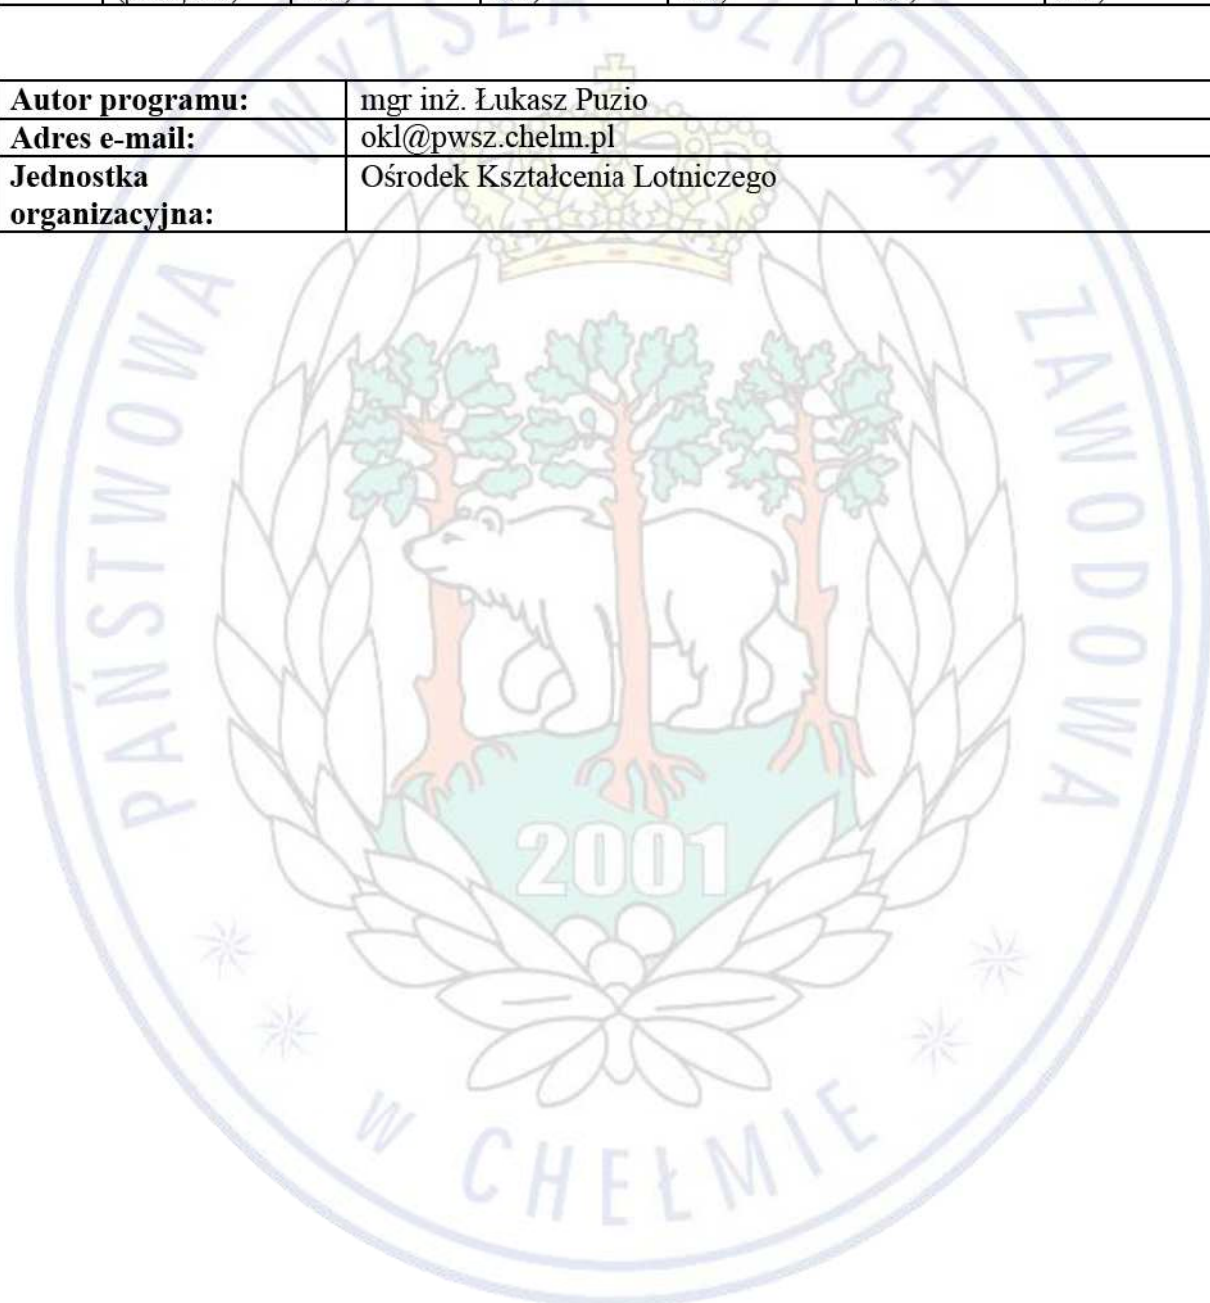 Autor programu: mgr inż. Łukasz Puzio
Adres e-mail: okl@pwsz.chelm.pl
Jednostka Ośrodek Kształcenia Lotniczego
organizacyjna:
PAŃSTWOWA WYŻSZA SZKOŁA ZAWODOWA
2001
W CHEŁMIE